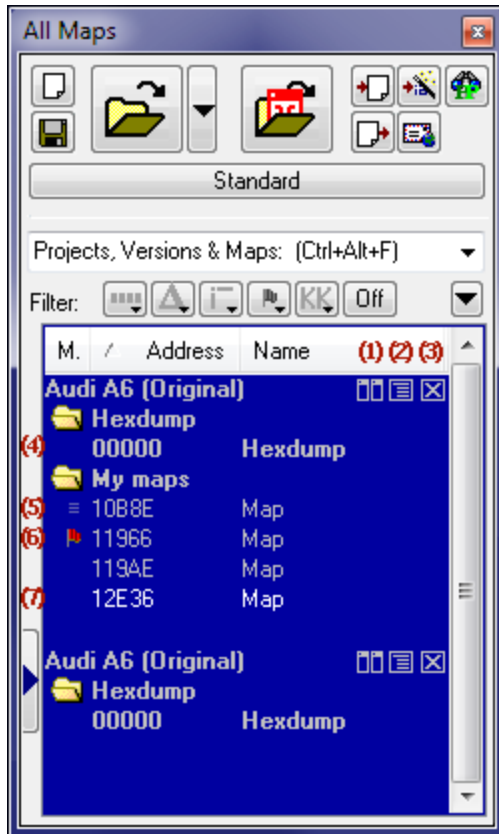 All Maps
Standard
Projects, Versions & Maps: (Ctrl+Alt+F)
Filter: KK Off
M. Address Name (1) (2) (3)
Audi A6 (Original)
Hexdump
(4) 00000 Hexdump
My maps
(5) 10B8E Map
(6) 11966 Map
119AE Map
(7) 12E36 Map
Audi A6 (Original)
Hexdump
00000 Hexdump